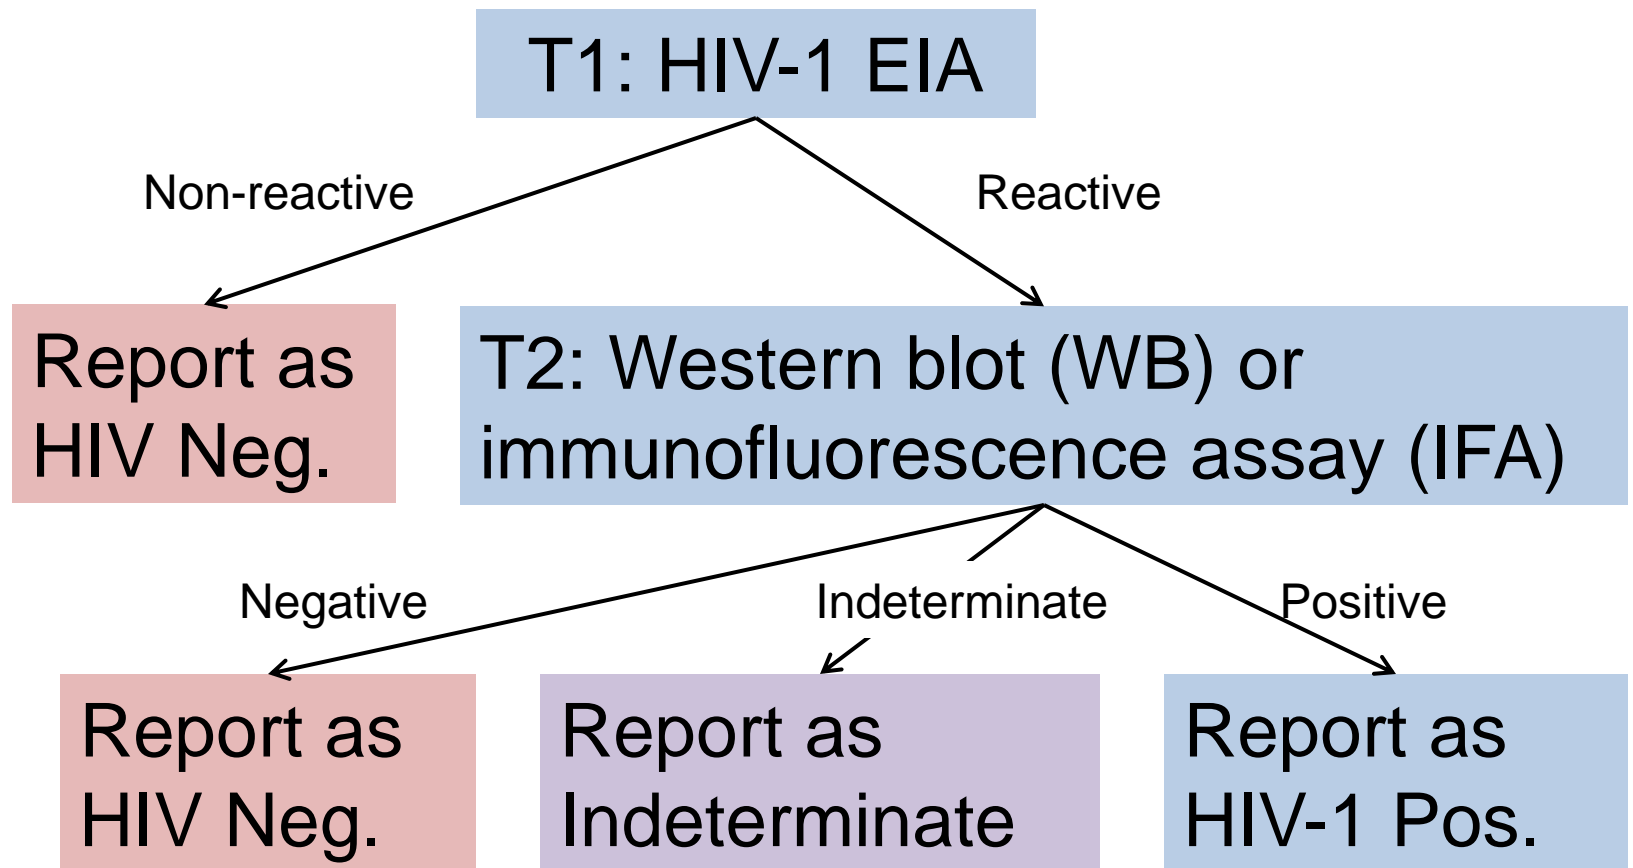 T1: HIV-1 EIA
Non-reactive
Reactive
Report as
HIV Neg.
T2: Western blot (WB) or
immunofluorescence assay (IFA)
Negative
Indeterminate
Positive
Report as
HIV Neg.
Report as
Indeterminate
Report as
HIV-1 Pos.